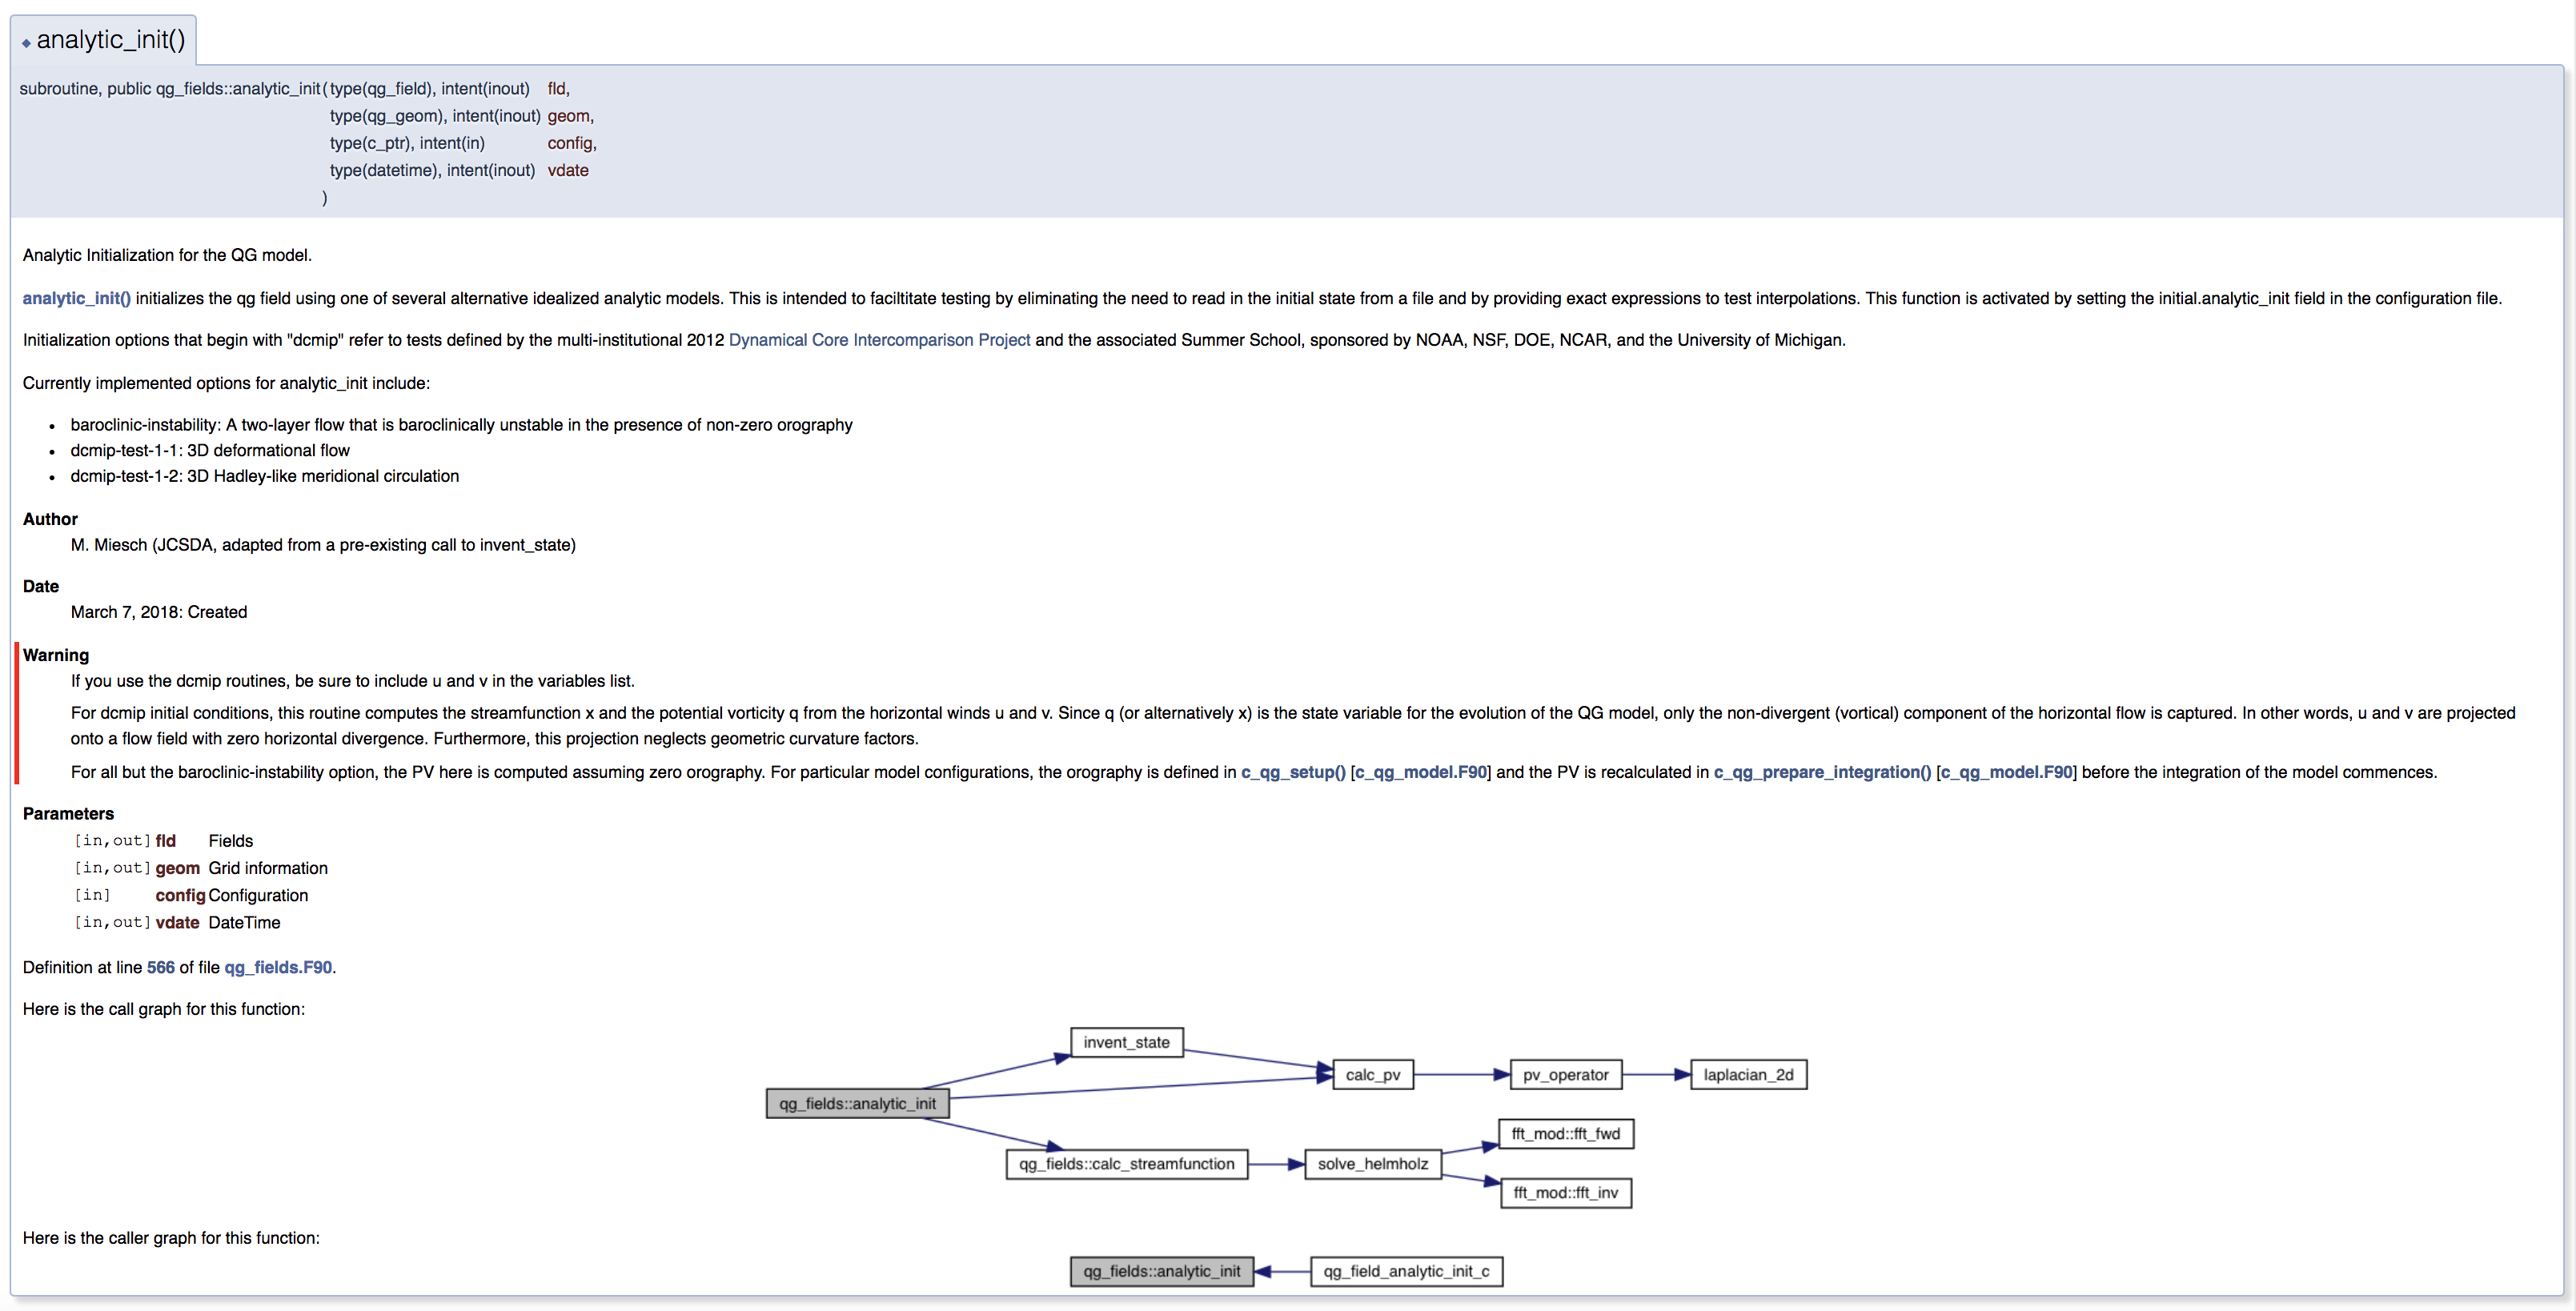 ◆ analytic_init()
subroutine, public qg_fields::analytic_init ( type(qg_field), intent(inout) fld,
type(qg_geom), intent(inout) geom,
type(c_ptr), intent(in) config,
type(datetime), intent(inout) vdate
)
Analytic Initialization for the QG model.
analytic_init() initializes the qg field using one of several alternative idealized analytic models. This is intended to faciltitate testing by eliminating the need to read in the initial state from a file and by providing exact expressions to test interpolations. This function is activated by setting the initial.analytic_init field in the configuration file.
Initialization options that begin with "dcmip" refer to tests defined by the multi-institutional 2012 Dynamical Core Intercomparison Project and the associated Summer School, sponsored by NOAA, NSF, DOE, NCAR, and the University of Michigan.
Currently implemented options for analytic_init include:
• baroclinic-instability: A two-layer flow that is baroclinically unstable in the presence of non-zero orography
• dcmip-test-1-1: 3D deformational flow
• dcmip-test-1-2: 3D Hadley-like meridional circulation
Author
M. Miesch (JCSDA, adapted from a pre-existing call to invent_state)
Date
March 7, 2018: Created
Warning
If you use the dcmip routines, be sure to include u and v in the variables list.
For dcmip initial conditions, this routine computes the streamfunction x and the potential vorticity q from the horizontal winds u and v. Since q (or alternatively x) is the state variable for the evolution of the QG model, only the non-divergent (vortical) component of the horizontal flow is captured. In other words, u and v are projected
onto a flow field with zero horizontal divergence. Furthermore, this projection neglects geometric curvature factors.
For all but the baroclinic-instability option, the PV here is computed assuming zero orography. For particular model configurations, the orography is defined in c_qg_setup() [c_qg_model.F90] and the PV is recalculated in c_qg_prepare_integration() [c_qg_model.F90] before the integration of the model commences.
Parameters
[in,out] fld Fields
[in,out] geom Grid information
[in] config Configuration
[in,out] vdate DateTime
Definition at line 566 of file qg_fields.F90.
Here is the call graph for this function:
invent_state
calc_pv
pv_operator
laplacian_2d
qg_fields::analytic_init
fft_mod::fft_fwd
qg_fields::calc_streamfunction
solve_helmholz
fft_mod::fft_inv
Here is the caller graph for this function:
qg_fields::analytic_init
qg_field_analytic_init_c